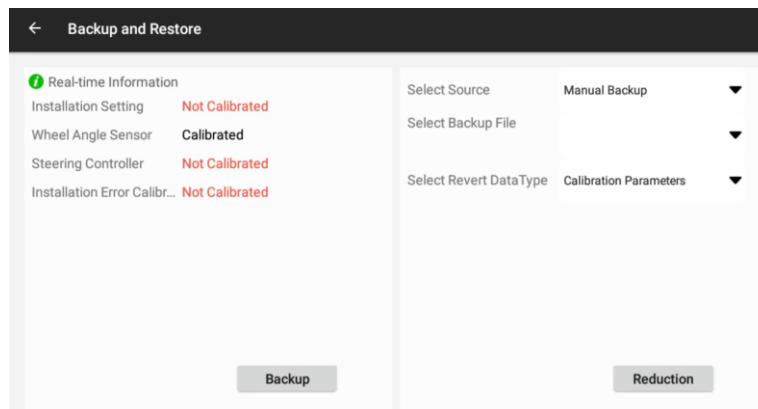 Backup and Restore
Real-time Information
Installation Setting Not Calibrated
Wheel Angle Sensor Calibrated
Steering Controller Not Calibrated
Installation Error Calibr... Not Calibrated
Backup
Select Source Manual Backup
Select Backup File
Select Revert DataType Calibration Parameters
Reduction